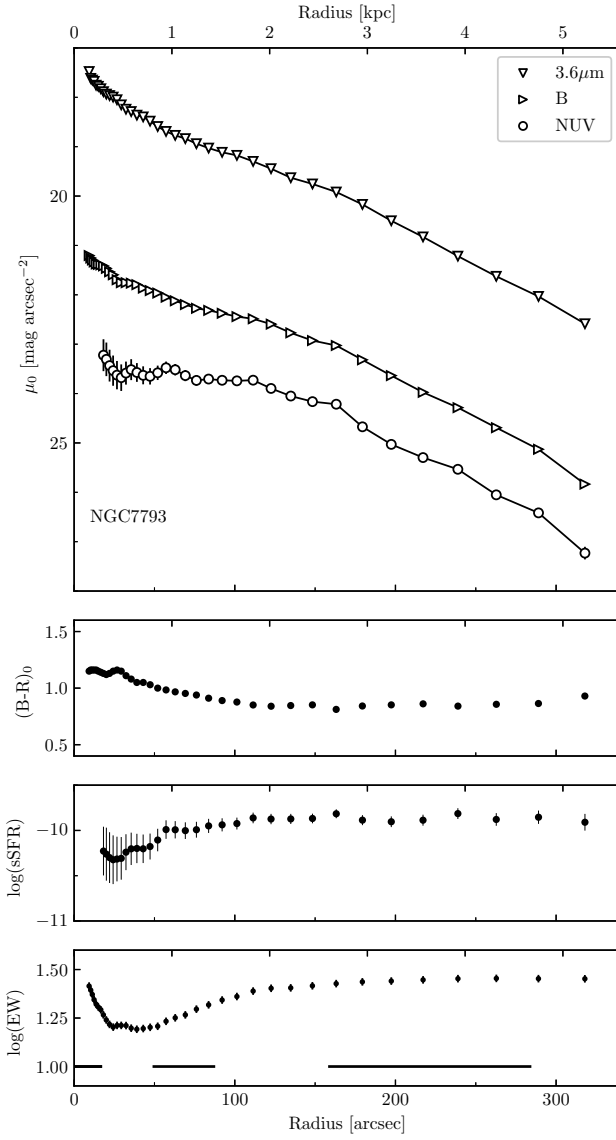 Radius [kpc]
0 1 2 3 4 5
3.6μm
B
NUV
20
25
μ₀ [mag arcsec⁻²]
NGC7793
1.5
1.0
0.5
(B-R)₀
−10
−11
log(sSFR)
1.50
1.25
1.00
log(EW)
0 100 200 300
Radius [arcsec]